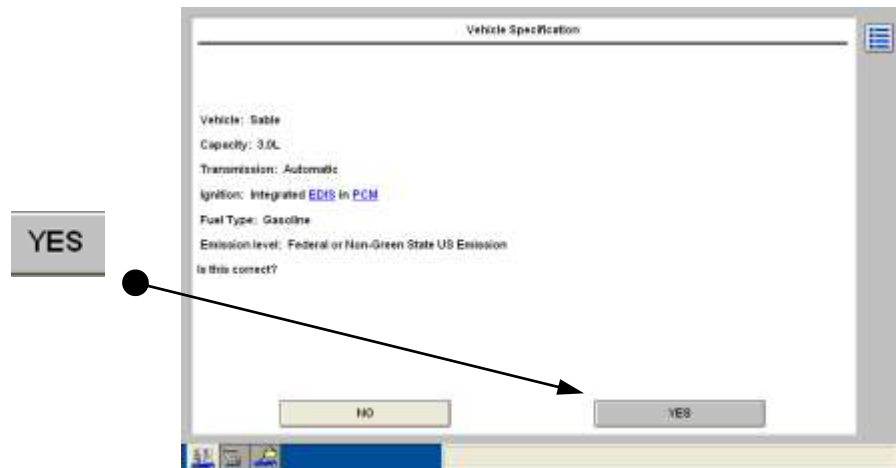 Vehicle Specification
Vehicle: Sable
Capacity: 3.0L
Transmission: Automatic
Ignition: Integrated EDIS in PCM
Fuel Type: Gasoline
Emission level: Federal or Non-Green State US Emission
Is this correct?
YES
NO YES